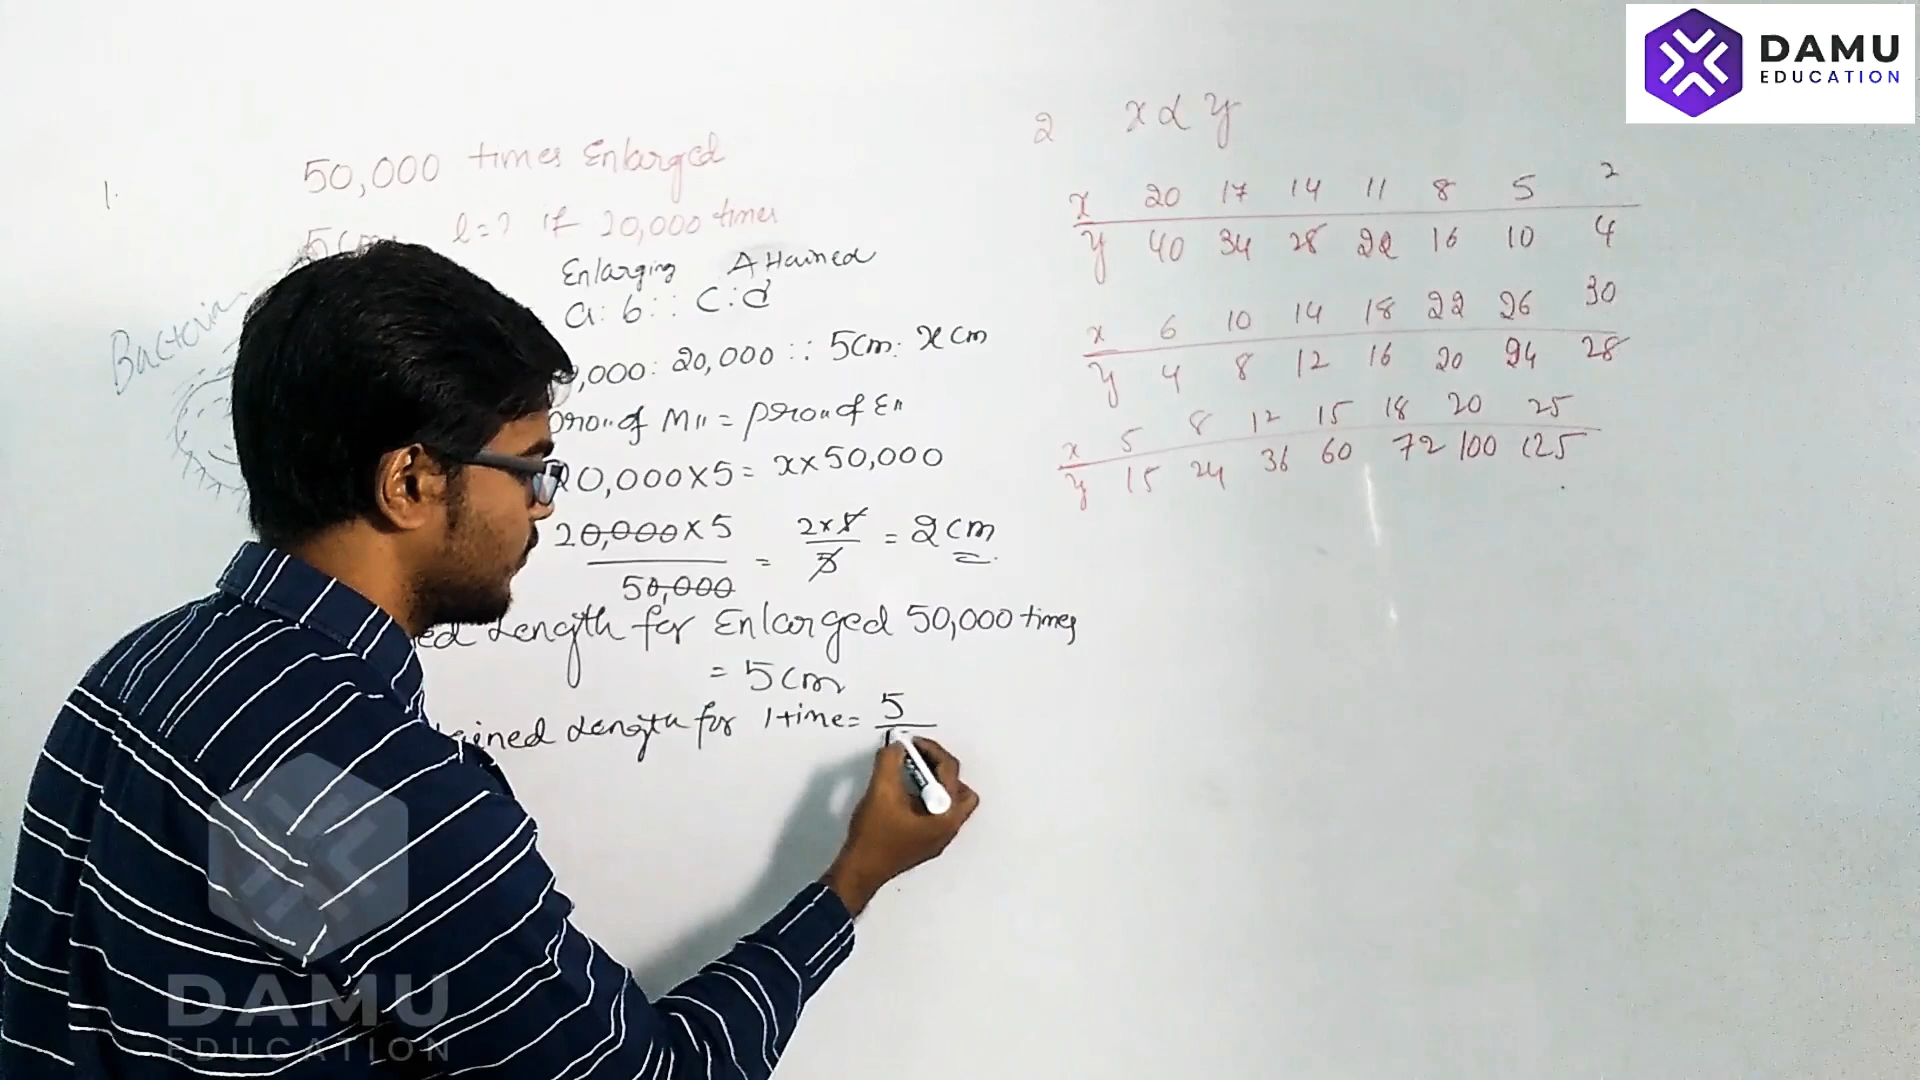 DAMU
EDUCATION
1.
50,000 times Enlarged
5cm l=? if 20,000 times
Enlarging Attained
a:b::c:d
,000:20,000::5cm:xcm
pro" of M" = pro" of E"
20,000×5= x×50,000
20,000×5/50,000 = 2×5/5 = 2cm
ed Length for Enlarged 50,000 times
= 5cm
ained Length for 1 time= 5
Bacteria
2 x∝y
x 20 17 14 11 8 5 2
y 40 34 28 22 16 10 4
x 6 10 14 18 22 26 30
y 4 8 12 16 20 24 28
x 5 8 12 15 18 20 25
y 15 24 36 60 72 100 125
DAMU
EDUCATION